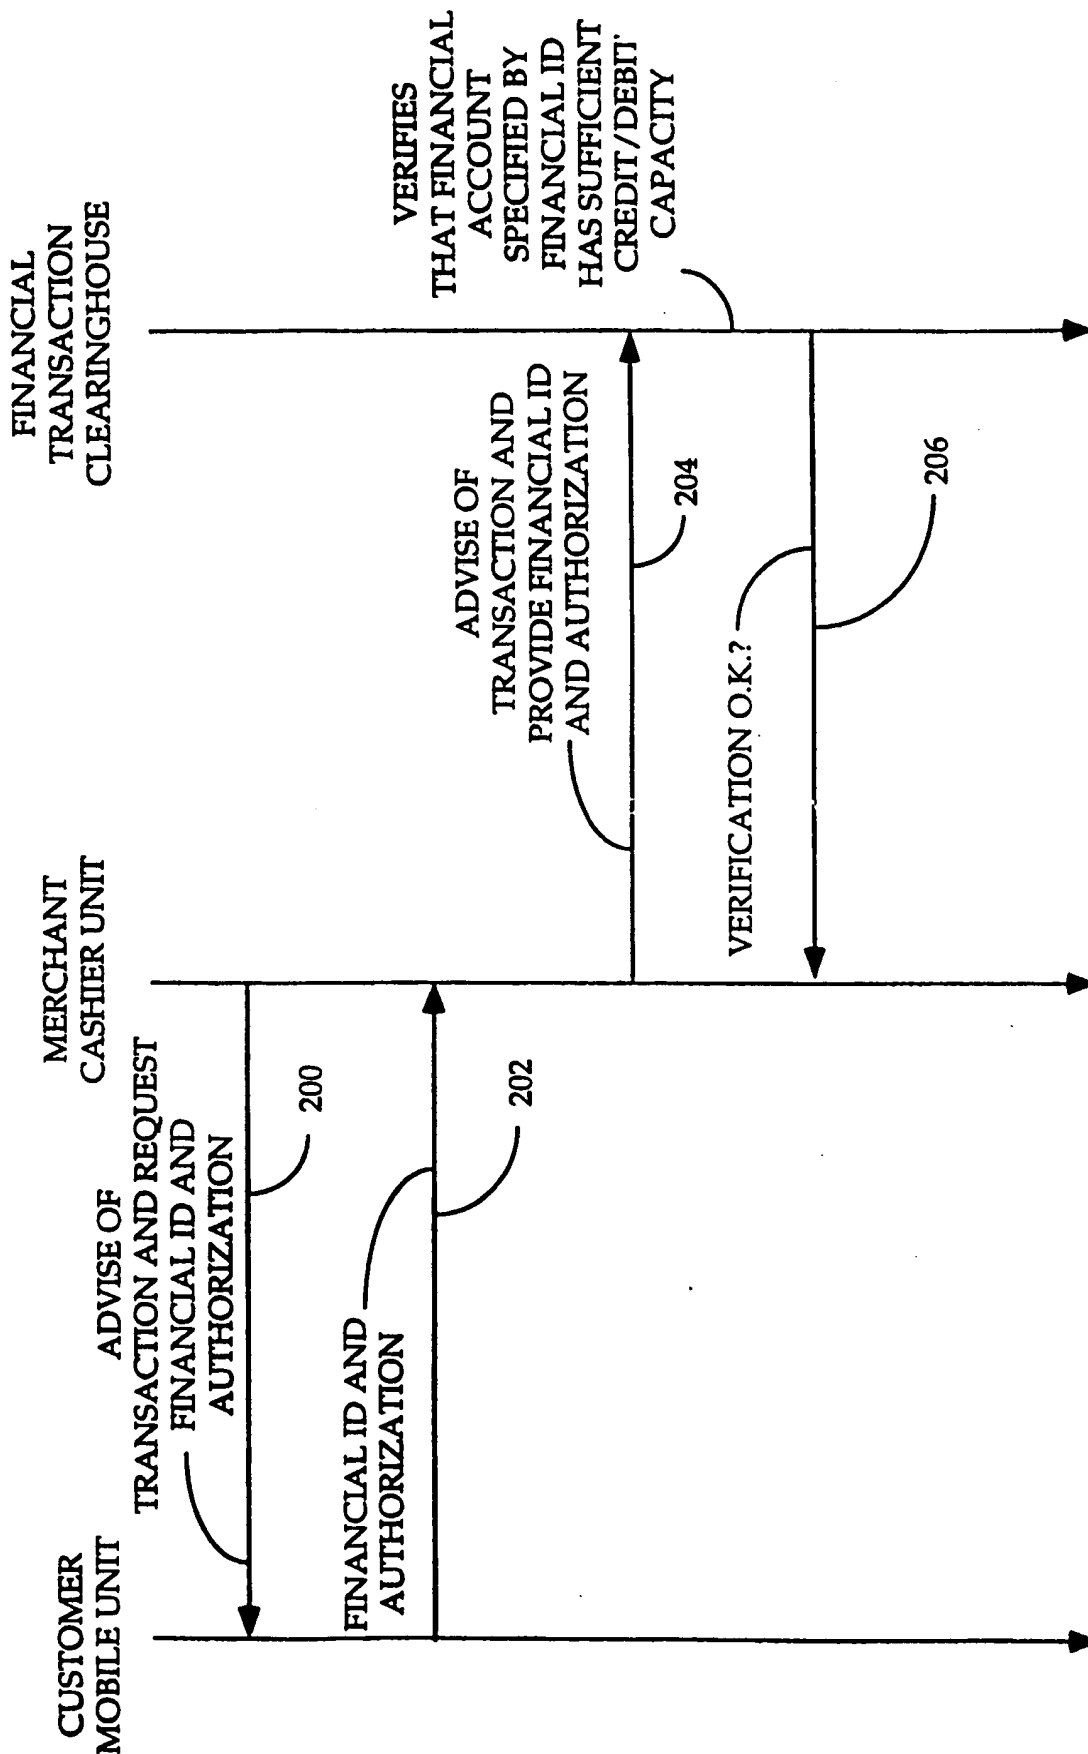 CUSTOMER
MOBILE UNIT
MERCHANT
CASHIER UNIT
FINANCIAL
TRANSACTION
CLEARINGHOUSE
ADVISE OF
TRANSACTION AND REQUEST
FINANCIAL ID AND
AUTHORIZATION
200
FINANCIAL ID AND
AUTHORIZATION
202
ADVISE OF
TRANSACTION AND
PROVIDE FINANCIAL ID
AND AUTHORIZATION
204
VERIFIES
THAT FINANCIAL
ACCOUNT
SPECIFIED BY
FINANCIAL ID
HAS SUFFICIENT
CREDIT/DEBIT
CAPACITY
VERIFICATION O.K.?
206